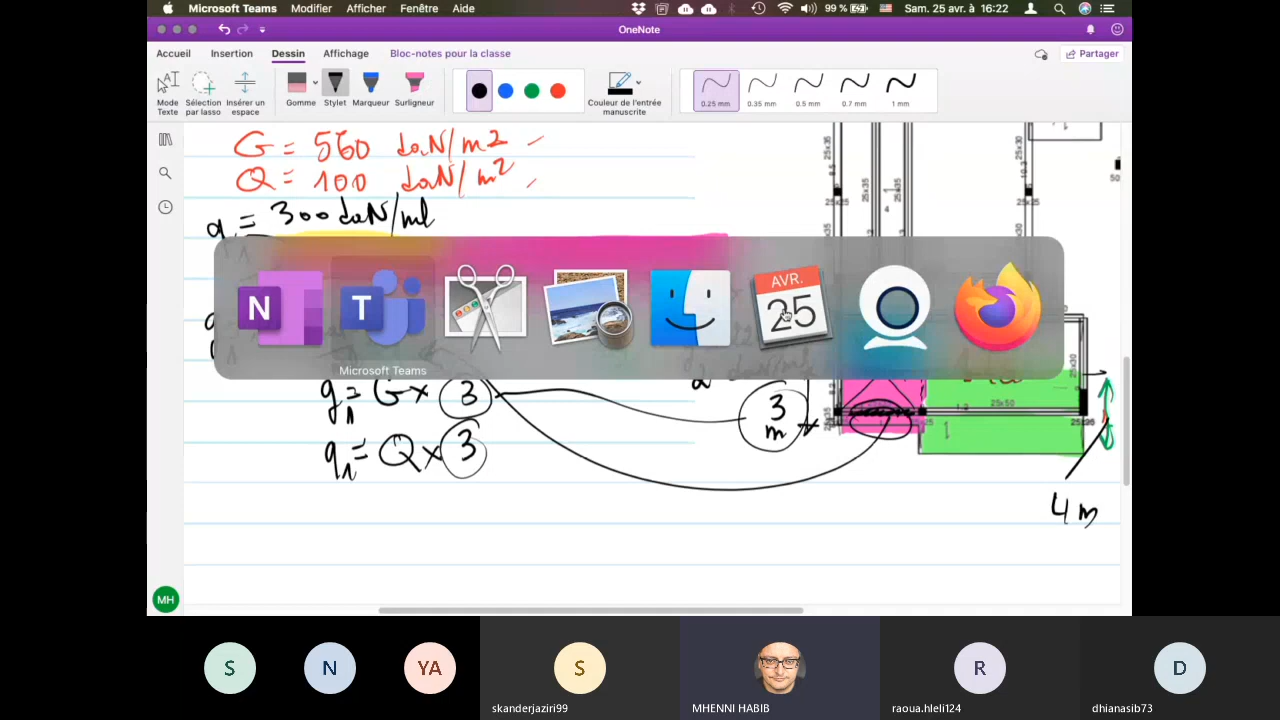 Microsoft Teams Modifier Afficher Fenêtre Aide 99 % Sam. 25 avr. à 16:22
OneNote
Accueil Insertion Dessin Affichage Bloc-notes pour la classe Partager
Mode Texte
Sélection par lasso
Insérer un espace
Gomme
Stylet
Marqueur
Surligneur
Couleur de l'entrée manuscrite
0.25 mm 0.35 mm 0.5 mm 0.7 mm 1 mm
G = 560 daN/m2
Q = 100 daN/m2
= 300 daN/ml
N
T
AVR.
25
Microsoft Teams
g1 = G x 3
q1 = Q x 3
3 m
25x50
25x30
4 m
MH
S
N
YA
S
R
D
skanderjaziri99
MHENNI HABIB
raoua.hleli124
dhianasib73